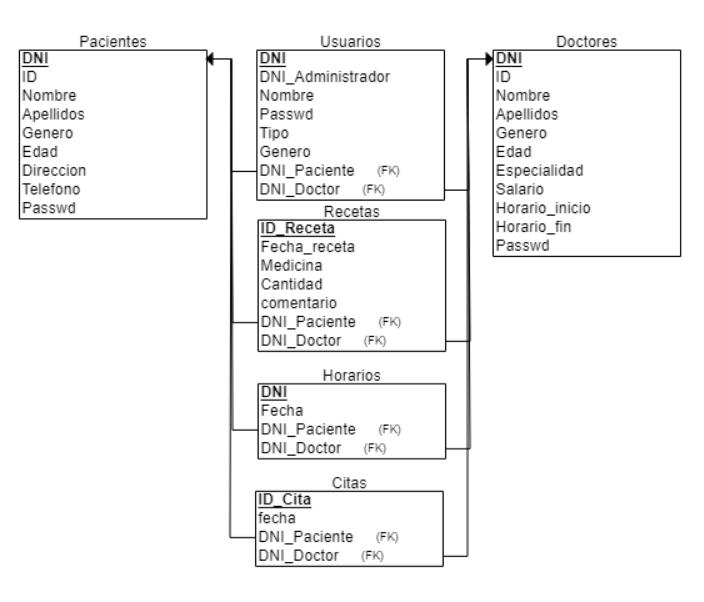 Pacientes
DNI
ID
Nombre
Apellidos
Genero
Edad
Direccion
Telefono
Passwd
Usuarios
DNI
DNI_Administrador
Nombre
Passwd
Tipo
Genero
DNI_Paciente (FK)
DNI_Doctor (FK)
Recetas
ID_Receta
Fecha_receta
Medicina
Cantidad
comentario
DNI_Paciente (FK)
DNI_Doctor (FK)
Horarios
DNI
Fecha
DNI_Paciente (FK)
DNI_Doctor (FK)
Citas
ID_Cita
fecha
DNI_Paciente (FK)
DNI_Doctor (FK)
Doctores
DNI
ID
Nombre
Apellidos
Genero
Edad
Especialidad
Salario
Horario_inicio
Horario_fin
Passwd